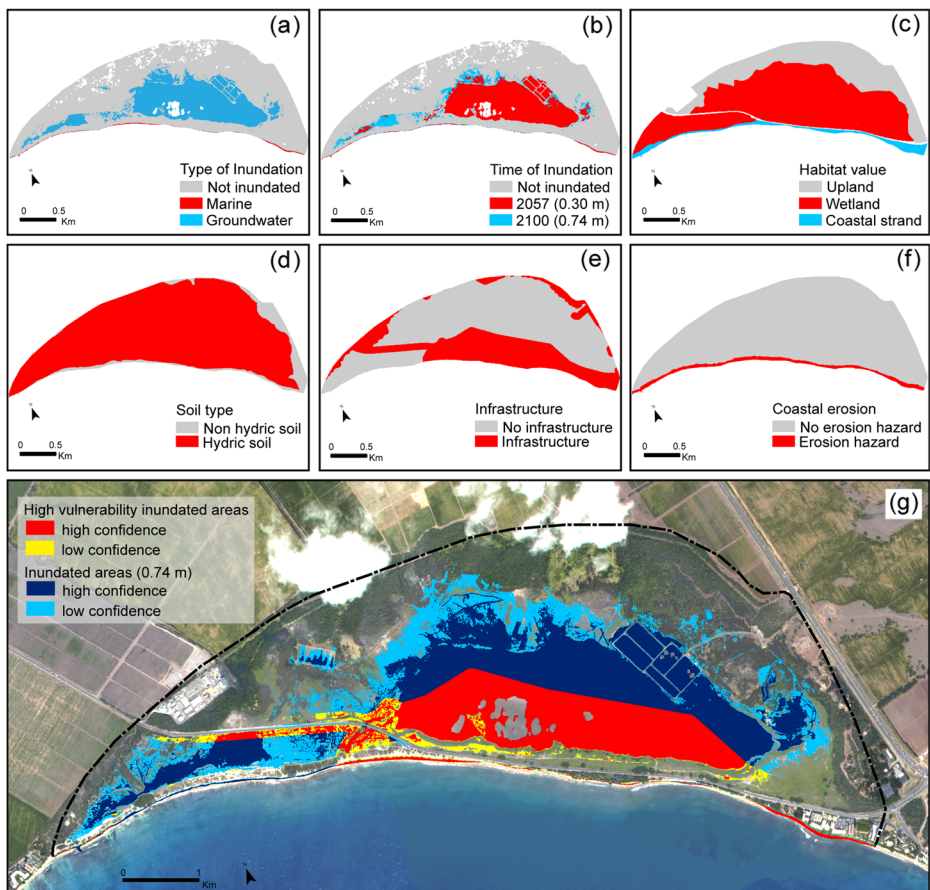 (a)
Type of Inundation
Not inundated
Marine
Groundwater
N
0 0.5
Km
(b)
Time of Inundation
Not inundated
2057 (0.30 m)
2100 (0.74 m)
N
0 0.5
Km
(c)
Habitat value
Upland
Wetland
Coastal strand
N
0 0.5
Km
(d)
Soil type
Non hydric soil
Hydric soil
N
0 0.5
Km
(e)
Infrastructure
No infrastructure
Infrastructure
N
0 0.5
Km
(f)
Coastal erosion
No erosion hazard
Erosion hazard
N
0 0.5
Km
(g)
High vulnerability inundated areas
high confidence
low confidence
Inundated areas (0.74 m)
high confidence
low confidence
0 1
Km
N